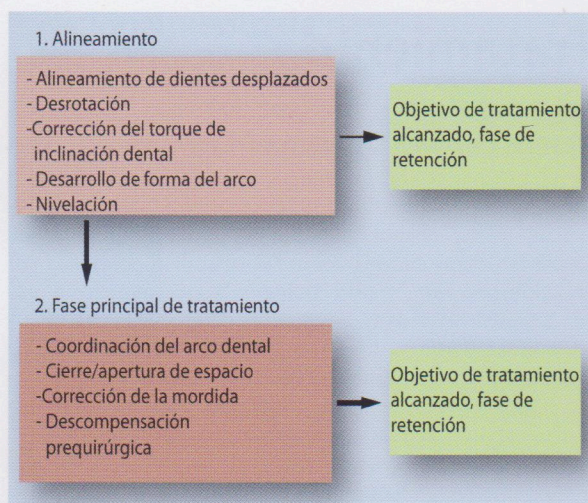 1. Alineamiento
- Alineamiento de dientes desplazados
- Desrotación
-Corrección del torque de
inclinación dental
- Desarrollo de forma del arco
- Nivelación
Objetivo de tratamiento
alcanzado, fase de
retención
2. Fase principal de tratamiento
- Coordinación del arco dental
- Cierre/apertura de espacio
-Corrección de la mordida
- Descompensación
prequirúrgica
Objetivo de tratamiento
alcanzado, fase de
retención